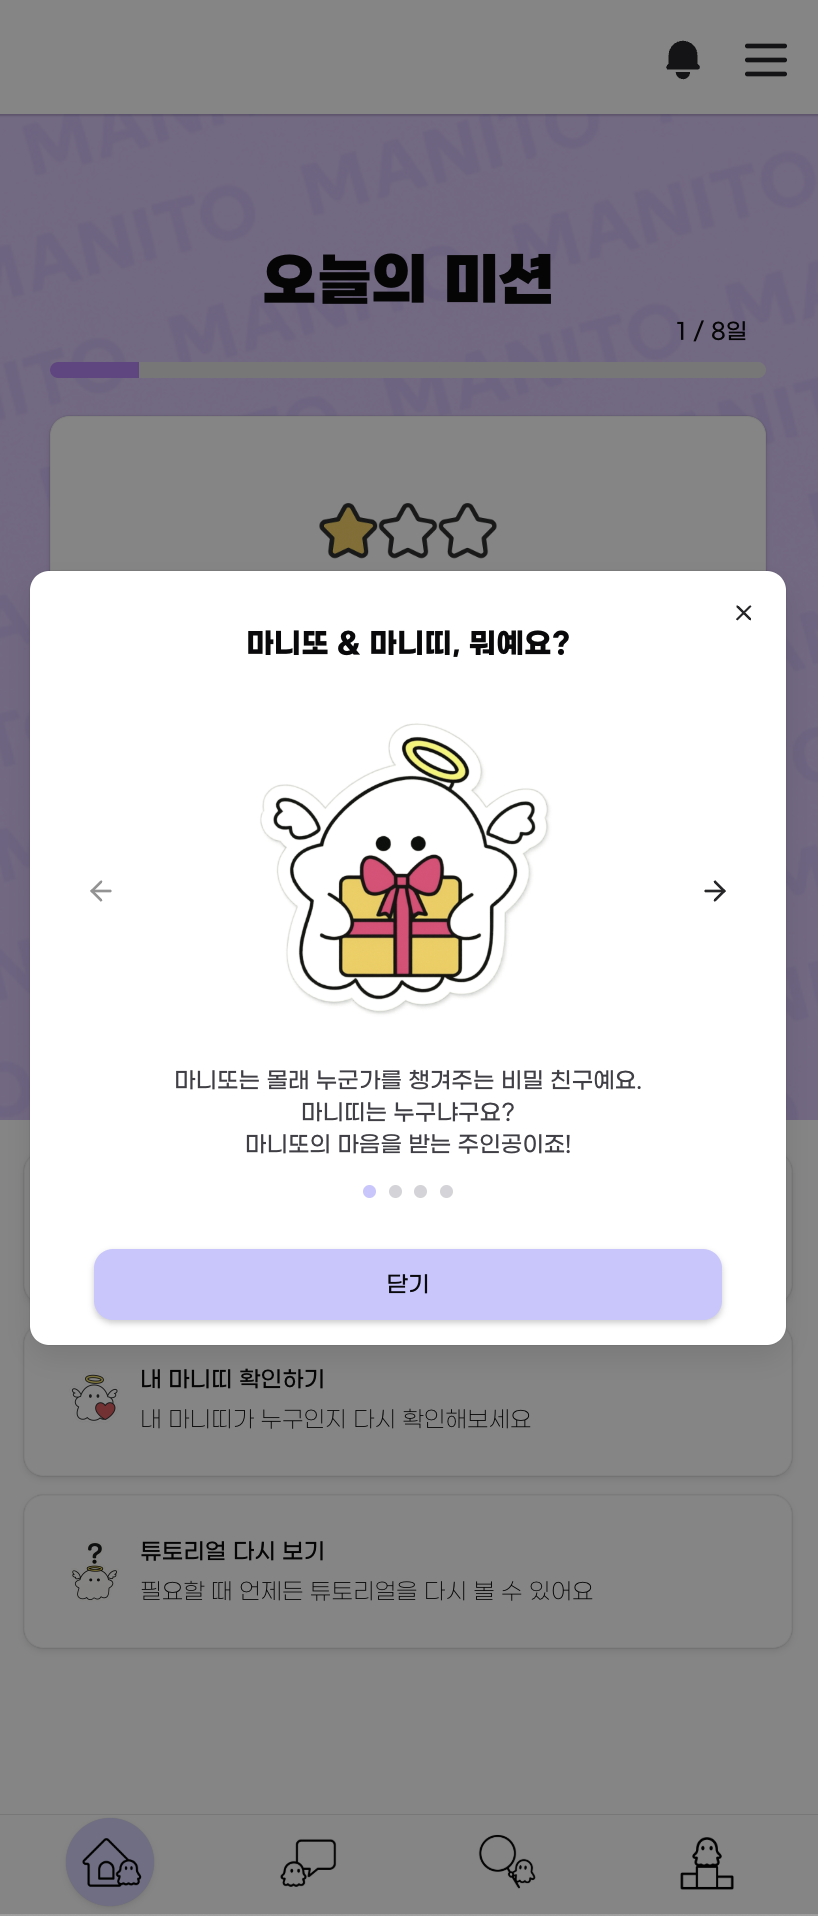 MANITO MANITO
MANITO MANITO
오늘의 미션
MANITO MANITO
1 / 8일
마니또 & 마니띠, 뭐예요?
마니또는 몰래 누군가를 챙겨주는 비밀 친구예요.
마니띠는 누구냐구요?
마니또의 마음을 받는 주인공이죠!
닫기
내 마니띠 확인하기
내 마니띠가 누구인지 다시 확인해보세요
?
튜토리얼 다시 보기
필요할 때 언제든 튜토리얼을 다시 볼 수 있어요